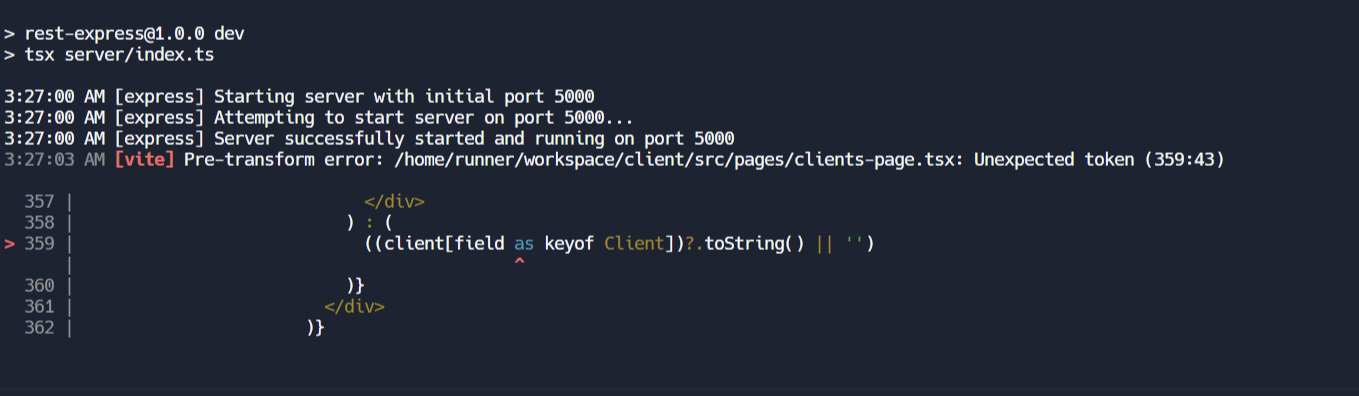 > rest-express@1.0.0 dev
> tsx server/index.ts
3:27:00 AM [express] Starting server with initial port 5000
3:27:00 AM [express] Attempting to start server on port 5000...
3:27:00 AM [express] Server successfully started and running on port 5000
3:27:03 AM [vite] Pre-transform error: /home/runner/workspace/client/src/pages/clients-page.tsx: Unexpected token (359:43)
357 | </div>
358 | ) : (
> 359 | ((client[field as keyof Client])?.toString() || '')
| ^
360 | )}
361 | </div>
362 | )}